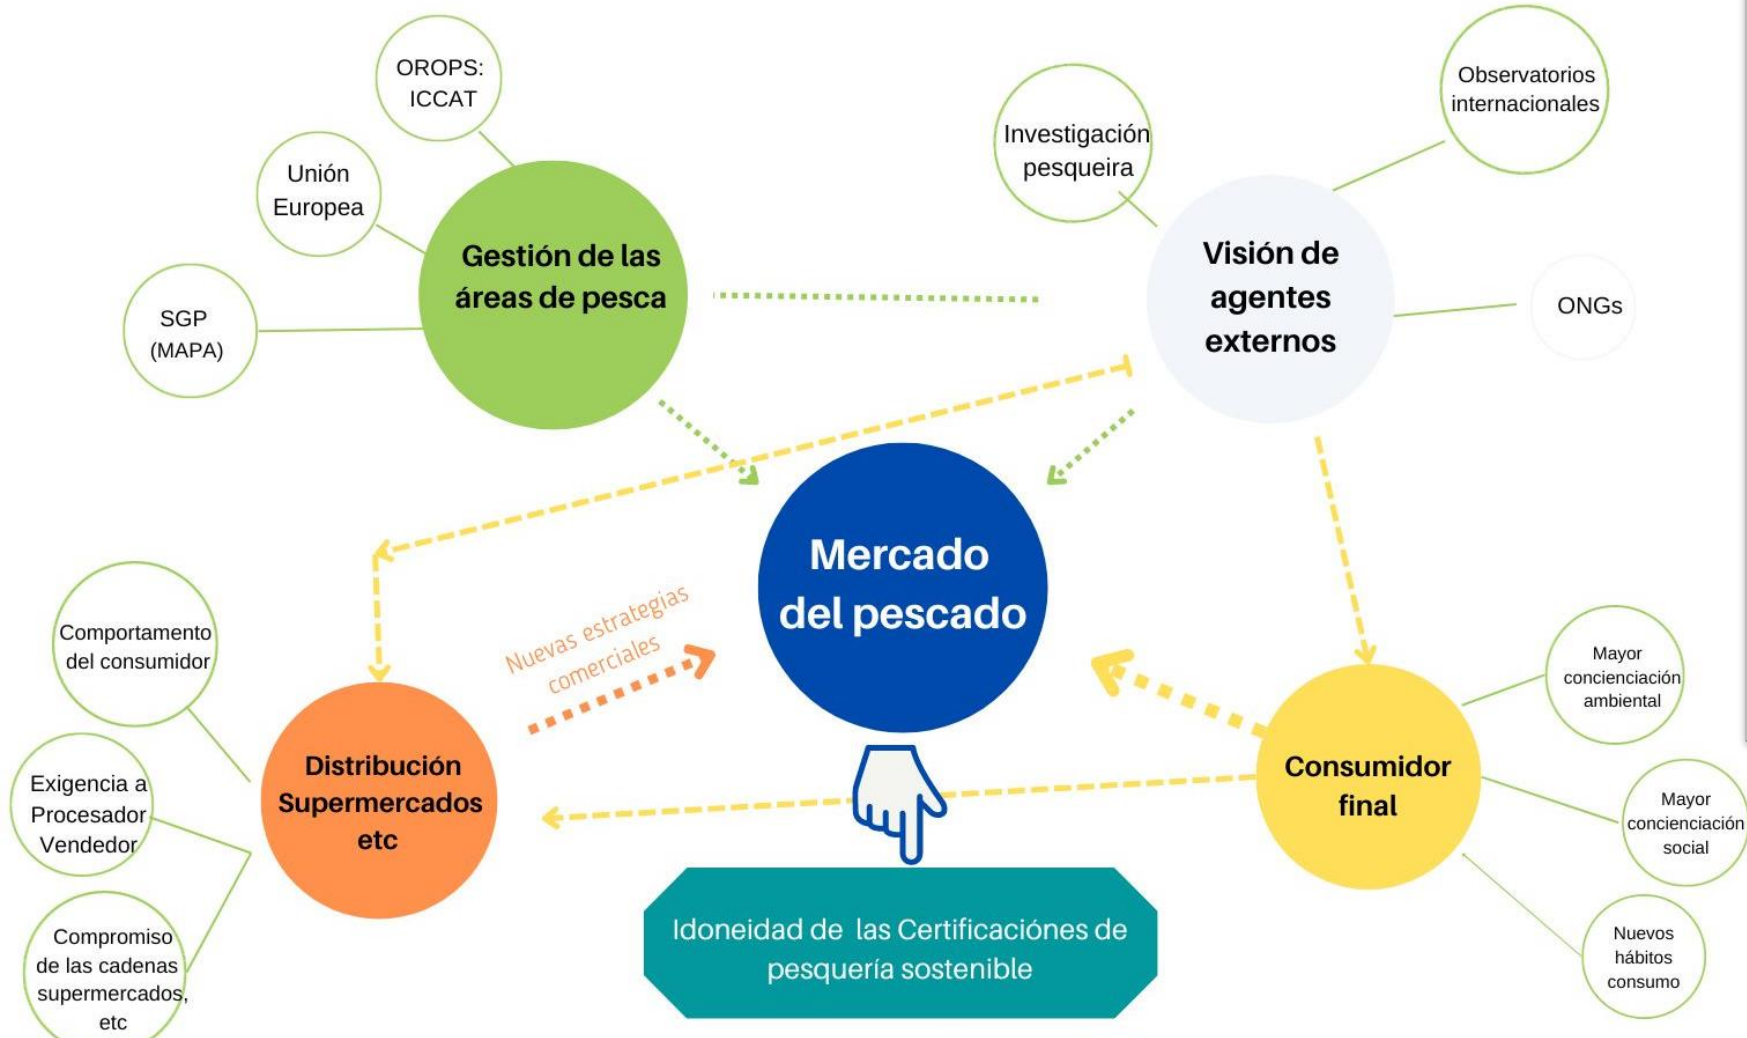 OROPS:
ICCAT
Unión
Europea
SGP
(MAPA)
Gestión de las
áreas de pesca
Investigación
pesqueira
Observatorios
internacionales
ONGs
Visión de
agentes
externos
Mercado
del pescado
Nuevas estrategias
comerciales
Comportamento
del consumidor
Exigencia a
Procesador
Vendedor
Compromiso
de las cadenas
supermercados,
etc
Distribución
Supermercados
etc
Consumidor
final
Mayor
concienciación
ambiental
Mayor
concienciación
social
Nuevos
hábitos
consumo
Idoneidad de las Certificaciónes de
pesquería sostenible